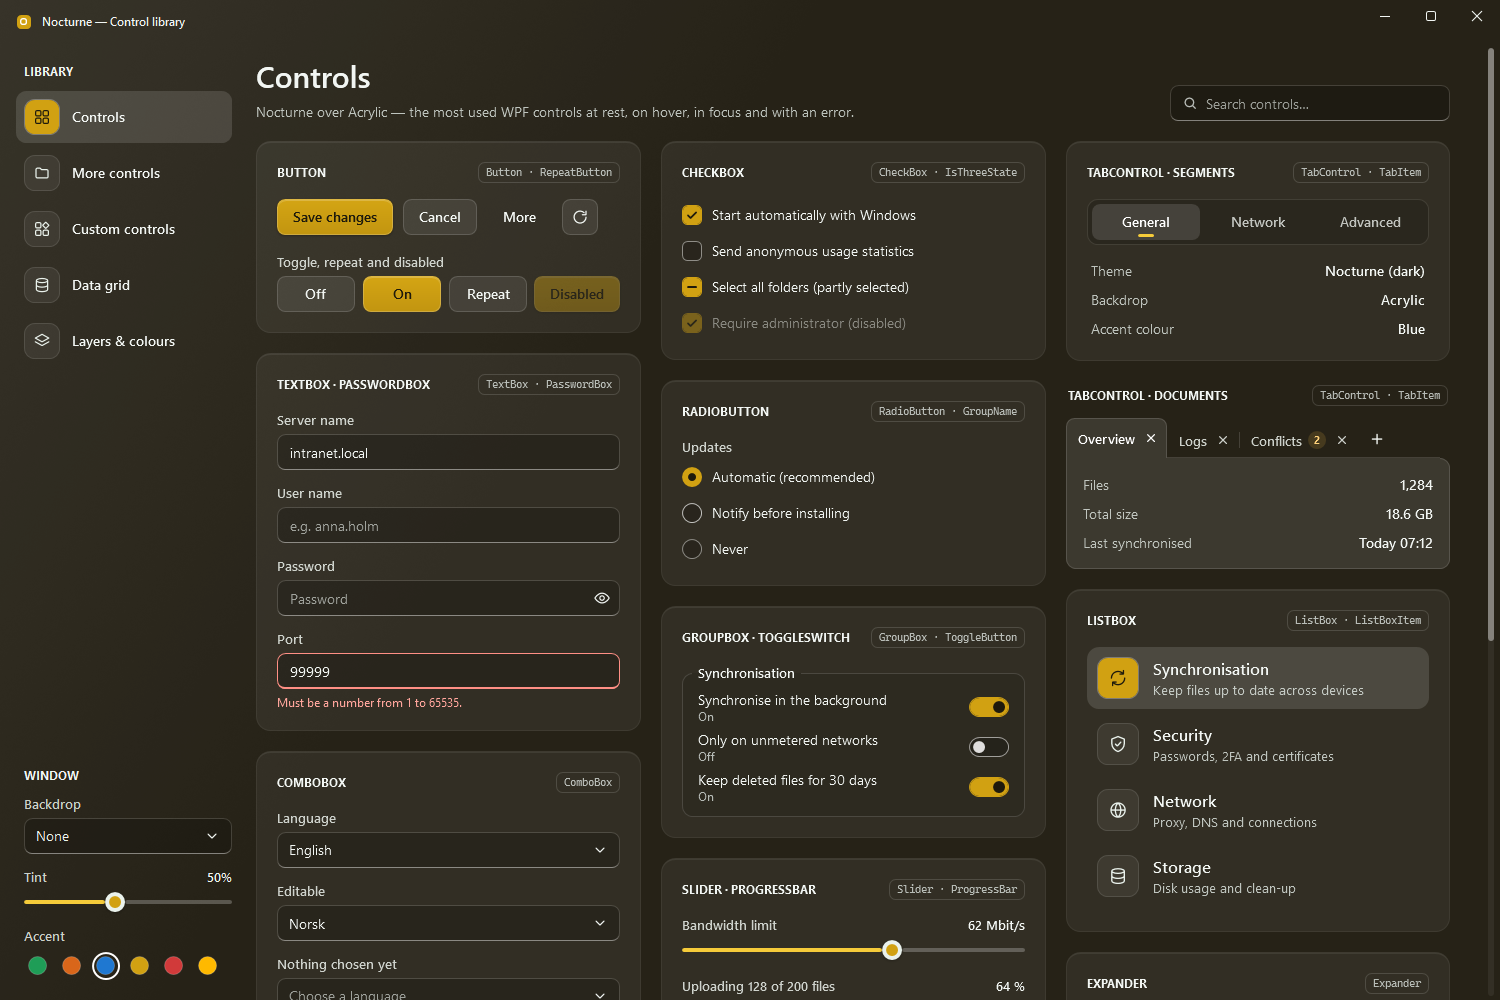 Nocturne — Control library
LIBRARY
Controls
More controls
Custom controls
Data grid
Layers & colours
WINDOW
Backdrop
None
Tint 50%
Accent
Controls
Nocturne over Acrylic — the most used WPF controls at rest, on hover, in focus and with an error.
Search controls...
BUTTON Button · RepeatButton
Save changes Cancel More
Toggle, repeat and disabled
Off On Repeat Disabled
TEXTBOX · PASSWORDBOX TextBox · PasswordBox
Server name
intranet.local
User name
e.g. anna.holm
Password
Password
Port
99999
Must be a number from 1 to 65535.
COMBOBOX ComboBox
Language
English
Editable
Norsk
Nothing chosen yet
Choose a language
CHECKBOX CheckBox · IsThreeState
Start automatically with Windows
Send anonymous usage statistics
Select all folders (partly selected)
Require administrator (disabled)
RADIOBUTTON RadioButton · GroupName
Updates
Automatic (recommended)
Notify before installing
Never
GROUPBOX · TOGGLESWITCH GroupBox · ToggleButton
Synchronisation
Synchronise in the background
On
Only on unmetered networks
Off
Keep deleted files for 30 days
On
SLIDER · PROGRESSBAR Slider · ProgressBar
Bandwidth limit 62 Mbit/s
Uploading 128 of 200 files 64 %
TABCONTROL · SEGMENTS TabControl · TabItem
General Network Advanced
Theme Nocturne (dark)
Backdrop Acrylic
Accent colour Blue
TABCONTROL · DOCUMENTS TabControl · TabItem
Overview Logs Conflicts 2
Files 1,284
Total size 18.6 GB
Last synchronised Today 07:12
LISTBOX ListBox · ListBoxItem
Synchronisation
Keep files up to date across devices
Security
Passwords, 2FA and certificates
Network
Proxy, DNS and connections
Storage
Disk usage and clean-up
EXPANDER Expander